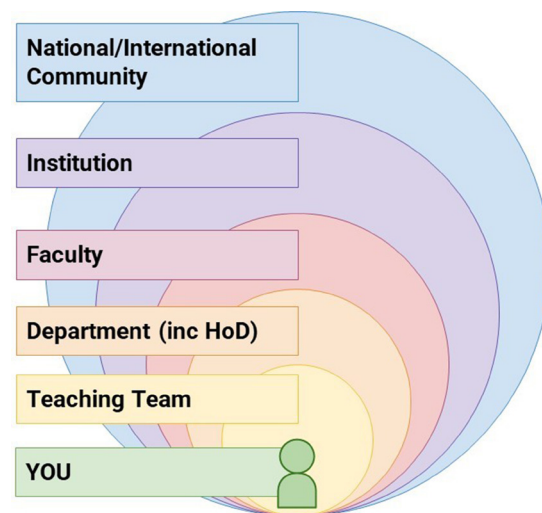 National/International
Community
Institution
Faculty
Department (inc HoD)
Teaching Team
YOU